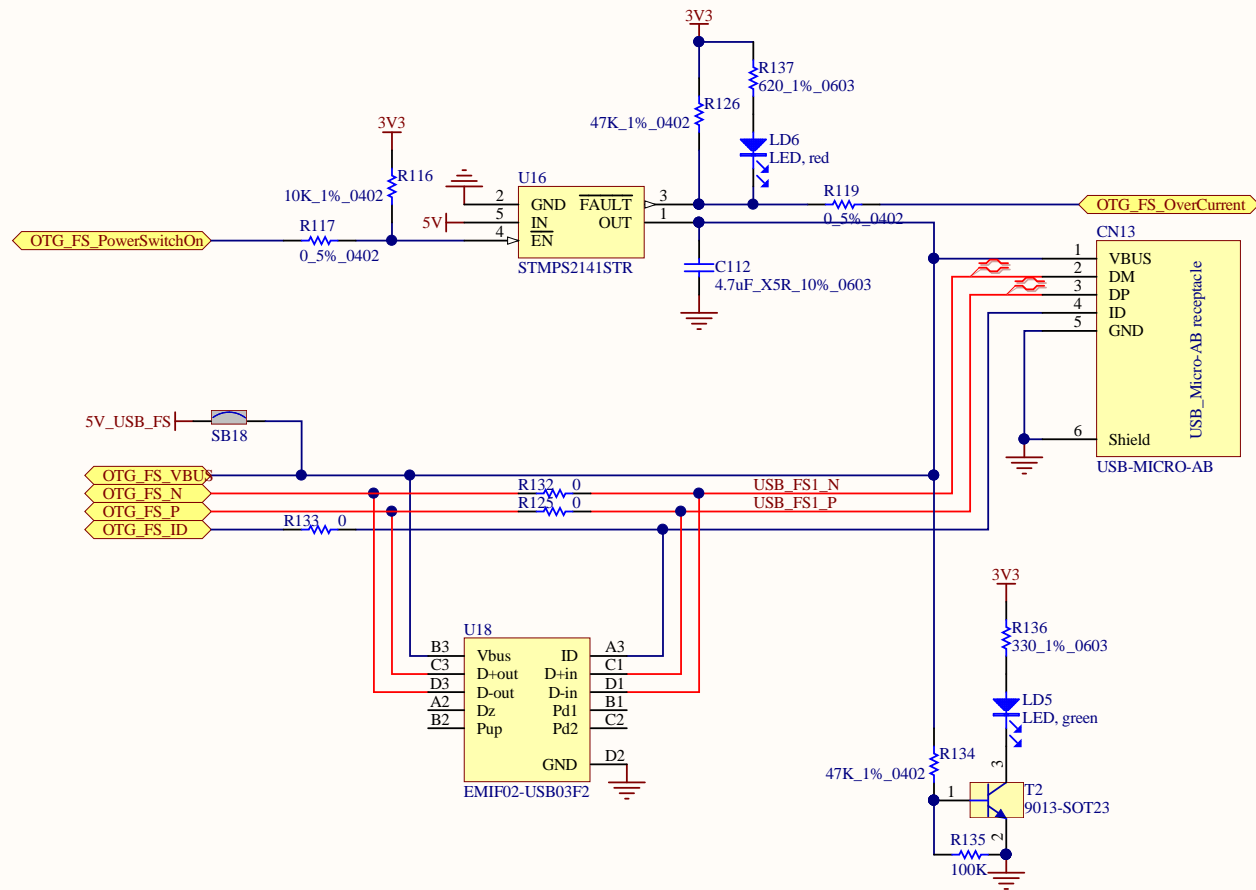 3V3
R137
620_1%_0603
R126
47K_1%_0402
LD6
LED, red
3V3
R116
10K_1%_0402
U16
2 GND FAULT 3
5 IN OUT 1
4 EN
5V
STMPS2141STR
R119
0_5%_0402
OTG_FS_OverCurrent
OTG_FS_PowerSwitchOn
R117
0_5%_0402
C112
4.7uF_X5R_10%_0603
CN13
1 VBUS
2 DM
3 DP
4 ID
5 GND
6 Shield
USB_Micro-AB receptacle
USB-MICRO-AB
5V_USB_FS
SB18
OTG_FS_VBUS
OTG_FS_N
OTG_FS_P
OTG_FS_ID
R132 0
R125 0
R133 0
USB_FS1_N
USB_FS1_P
U18
B3 Vbus ID A3
C3 D+out D+in C1
D3 D-out D-in D1
A2 Dz Pd1 B1
B2 Pup Pd2 C2
GND D2
EMIF02-USB03F2
3V3
R136
330_1%_0603
LD5
LED, green
R134
47K_1%_0402
3
1
2
T2
9013-SOT23
R135
100K